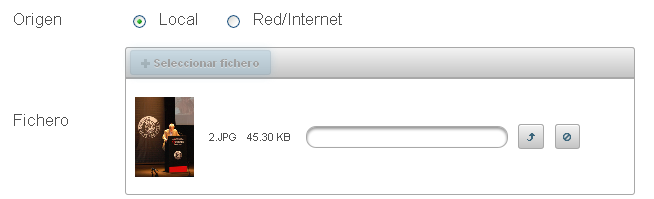 Origen Local Red/Internet
Seleccionar fichero
Fichero
2.JPG 45.30 KB